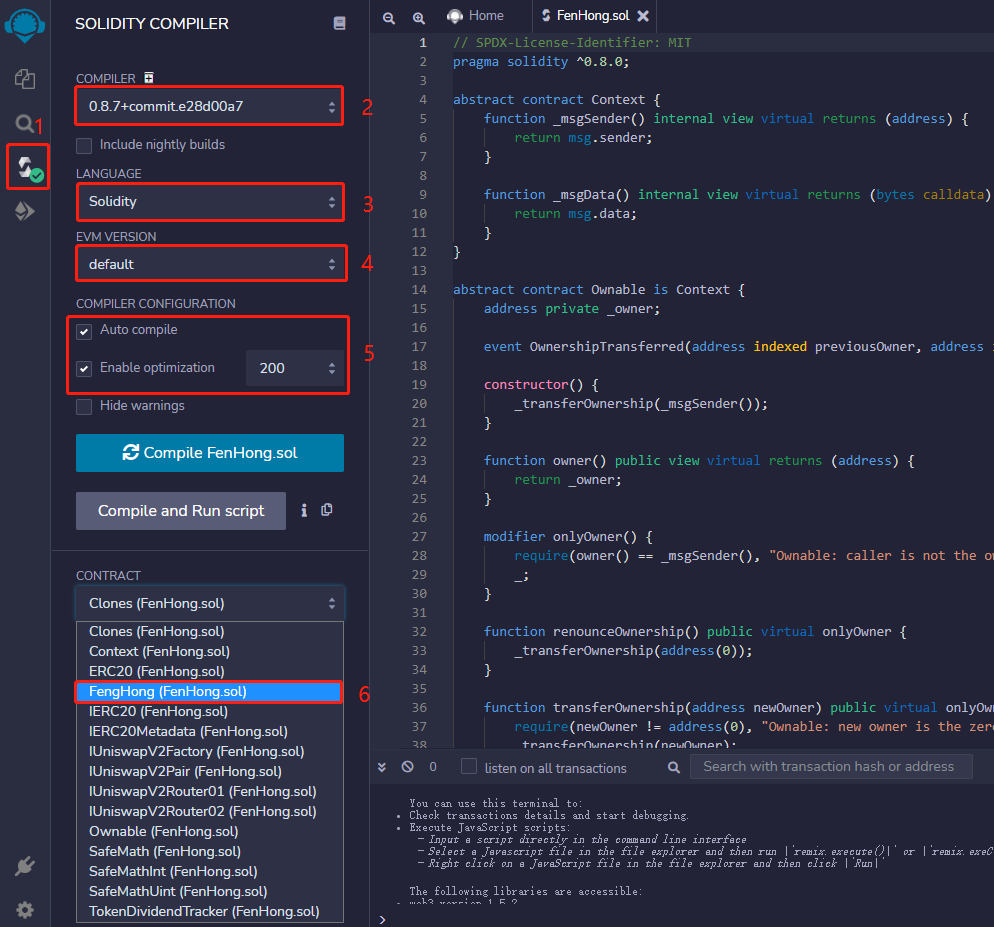 SOLIDITY COMPILER
1
COMPILER
0.8.7+commit.e28d00a7
2
Include nightly builds
LANGUAGE
Solidity
3
EVM VERSION
default
4
COMPILER CONFIGURATION
Auto compile
Enable optimization
200
5
Hide warnings
Compile FenHong.sol
Compile and Run script
i
CONTRACT
Clones (FenHong.sol)
Clones (FenHong.sol)
Context (FenHong.sol)
ERC20 (FenHong.sol)
FengHong (FenHong.sol)
6
IERC20 (FenHong.sol)
IERC20Metadata (FenHong.sol)
IUniswapV2Factory (FenHong.sol)
IUniswapV2Pair (FenHong.sol)
IUniswapV2Router01 (FenHong.sol)
IUniswapV2Router02 (FenHong.sol)
Ownable (FenHong.sol)
SafeMath (FenHong.sol)
SafeMathInt (FenHong.sol)
SafeMathUint (FenHong.sol)
TokenDividendTracker (FenHong.sol)
Home
FenHong.sol
1 // SPDX-License-Identifier: MIT
2 pragma solidity ^0.8.0;
3
4 abstract contract Context {
5 function _msgSender() internal view virtual returns (address) {
6 return msg.sender;
7 }
8
9 function _msgData() internal view virtual returns (bytes calldata)
10 return msg.data;
11 }
12 }
13
14 abstract contract Ownable is Context {
15 address private _owner;
16
17 event OwnershipTransferred(address indexed previousOwner, address
18
19 constructor() {
20 _transferOwnership(_msgSender());
21 }
22
23 function owner() public view virtual returns (address) {
24 return _owner;
25 }
26
27 modifier onlyOwner() {
28 require(owner() == _msgSender(), "Ownable: caller is not the ow
29 _;
30 }
31
32 function renounceOwnership() public virtual onlyOwner {
33 _transferOwnership(address(0));
34 }
35
36 function transferOwnership(address newOwner) public virtual onlyOwn
37 require(newOwner != address(0), "Ownable: new owner is the zero
38 _transferOwnership(newOwner);
0
listen on all transactions
Search with transaction hash or address
You can use this terminal to:
• Check transactions details and start debugging.
• Execute JavaScript scripts:
- Input a script directly in the command line interface
- Select a Javascript file in the file explorer and then run |`remix.execute()|` or |`remix.exeC
- Right click on a JavaScript file in the file explorer and then click |`Run|`
The following libraries are accessible:
• web3 version 1.5.2
>